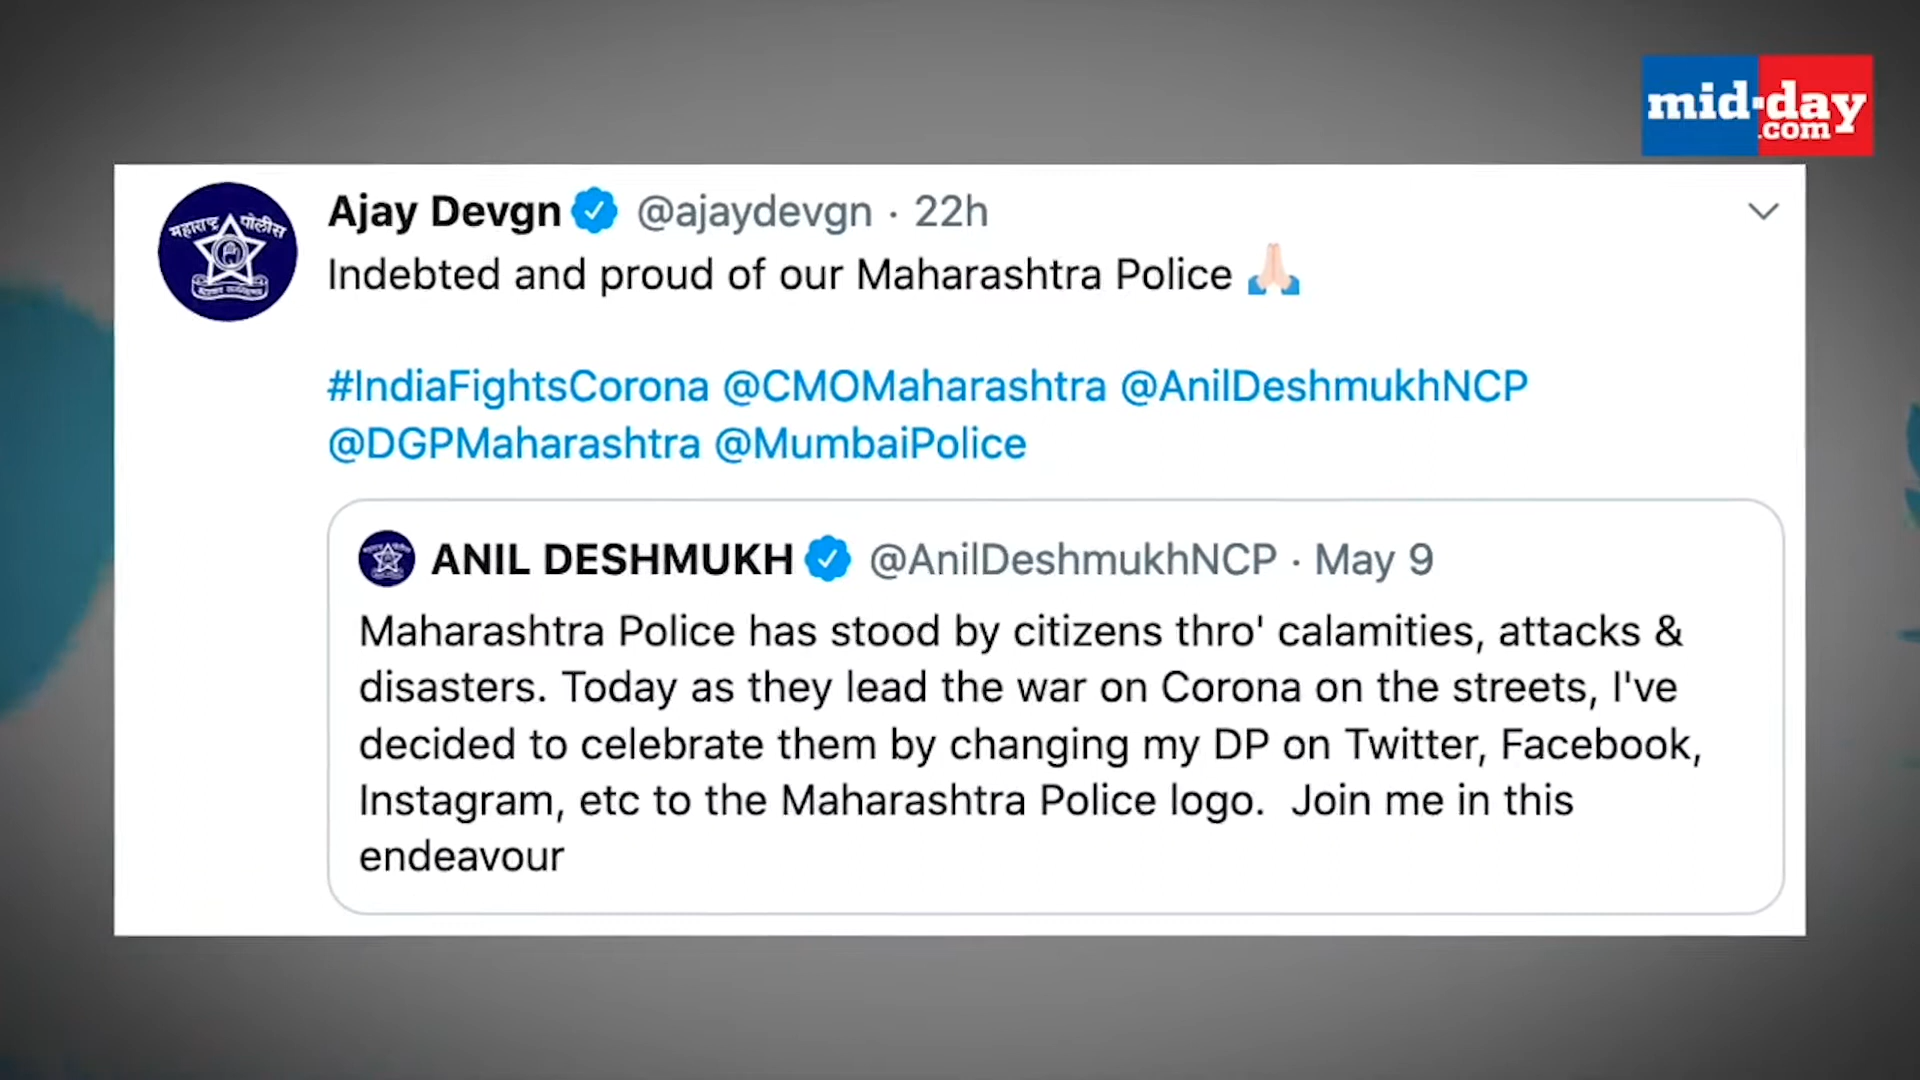 mid-day
.com
Ajay Devgn @ajaydevgn · 22h
महाराष्ट्र पोलीस
Indebted and proud of our Maharashtra Police 🙏🏻
#IndiaFightsCorona @CMOMaharashtra @AnilDeshmukhNCP
@DGPMaharashtra @MumbaiPolice
ANIL DESHMUKH @AnilDeshmukhNCP · May 9
Maharashtra Police has stood by citizens thro' calamities, attacks &
disasters. Today as they lead the war on Corona on the streets, I've
decided to celebrate them by changing my DP on Twitter, Facebook,
Instagram, etc to the Maharashtra Police logo.  Join me in this
endeavour